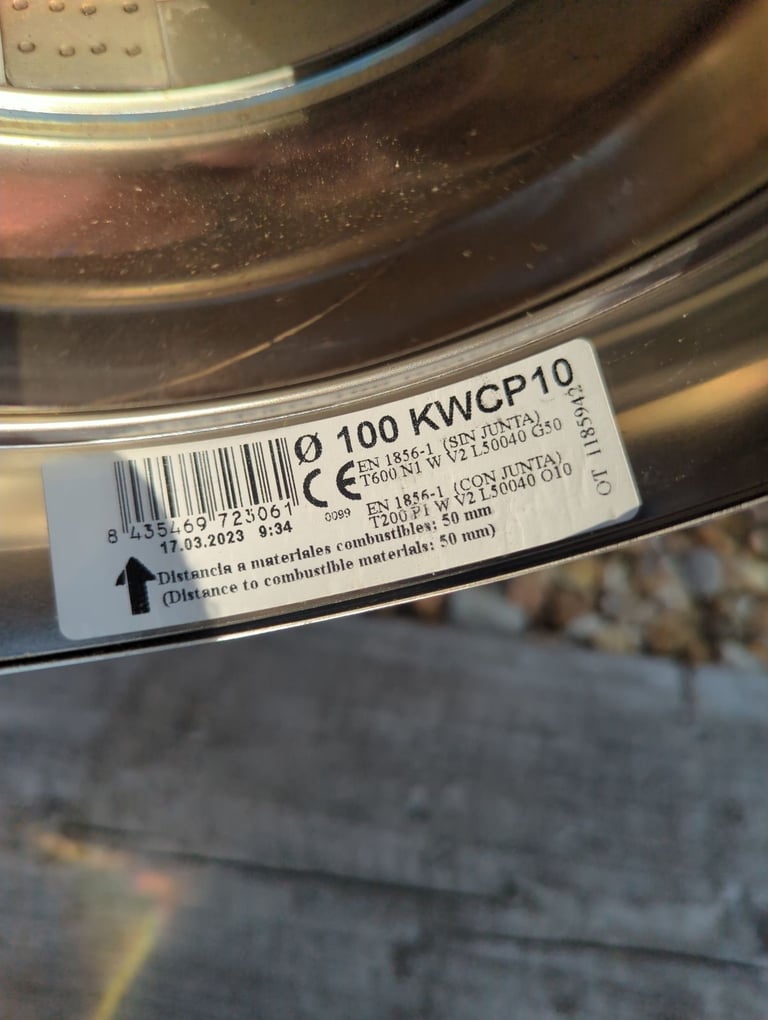 Ø 100 KWCP10
EN 1856-1 (SIN JUNTA)
T600 N1 W V2 L50040 G50
CE
0099
EN 1856-1 (CON JUNTA)
T200 P1 W V2 L50040 O10
8 435469 723061
17.03.2023 9:34
Distancia a materiales combustibles: 50 mm
(Distance to combustible materials: 50 mm)
OT 1185942